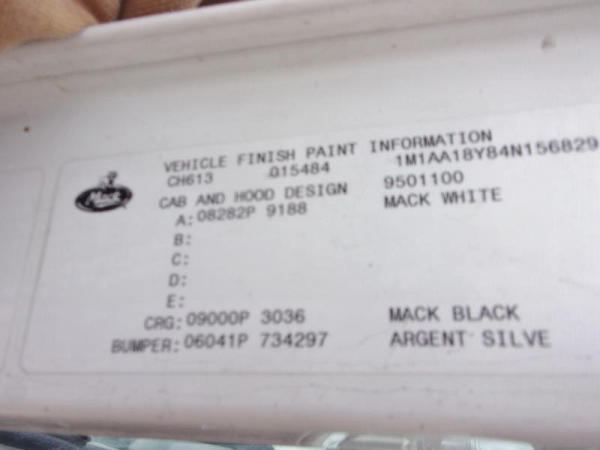 VEHICLE FINISH PAINT INFORMATION
CH613 015484 1M1AA18Y84N156829
CAB AND HOOD DESIGN 9501100
Mack
A: 08282P 9188 MACK WHITE
B:
C:
D:
E:
CRG: 09000P 3036 MACK BLACK
BUMPER: 06041P 734297 ARGENT SILVE